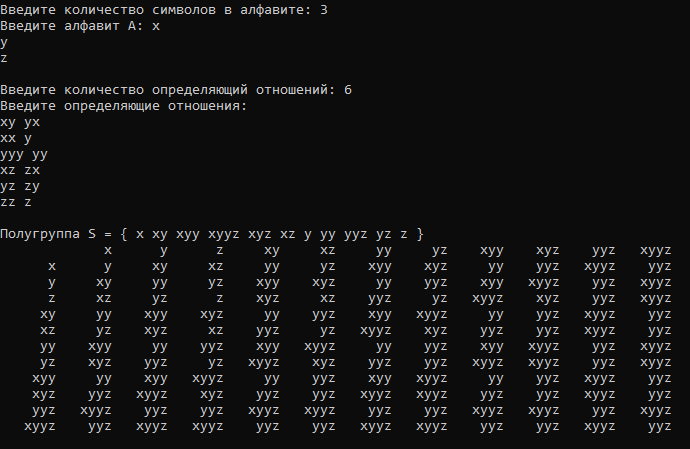 Введите количество символов в алфавите: 3
Введите алфавит A: x
y
z
Введите количество определяющий отношений: 6
Введите определяющие отношения:
xy yx
xx y
yyy yy
xz zx
yz zy
zz z
Полугруппа S = { x xy xyy xyyz xyz xz y yy yyz yz z }
x y z xy xz yy yz xyy xyz yyz xyyz
x y xy xz yy yz xyy xyz yy yyz xyyz yyz
y xy yy yz xyy xyz yy yyz xyy xyyz yyz xyyz
z xz yz z xyz xz yyz yz xyyz xyz yyz xyyz
xy yy xyy xyz yy yyz xyy xyyz yy yyz xyyz yyz
xz yz xyz xz yyz yz xyyz xyz yyz yyz xyyz yyz
yy xyy yy yyz xyy xyyz yy yyz xyy xyyz yyz xyyz
yz xyz yyz yz xyyz xyz yyz yyz xyyz xyyz yyz xyyz
xyy yy xyy xyyz yy yyz xyy xyyz yy yyz xyyz yyz
xyz yyz xyyz xyz yyz yyz xyyz xyyz yyz yyz xyyz yyz
yyz xyyz yyz yyz xyyz xyyz yyz yyz xyyz xyyz yyz xyyz
xyyz yyz xyyz xyyz yyz yyz xyyz xyyz yyz yyz xyyz yyz